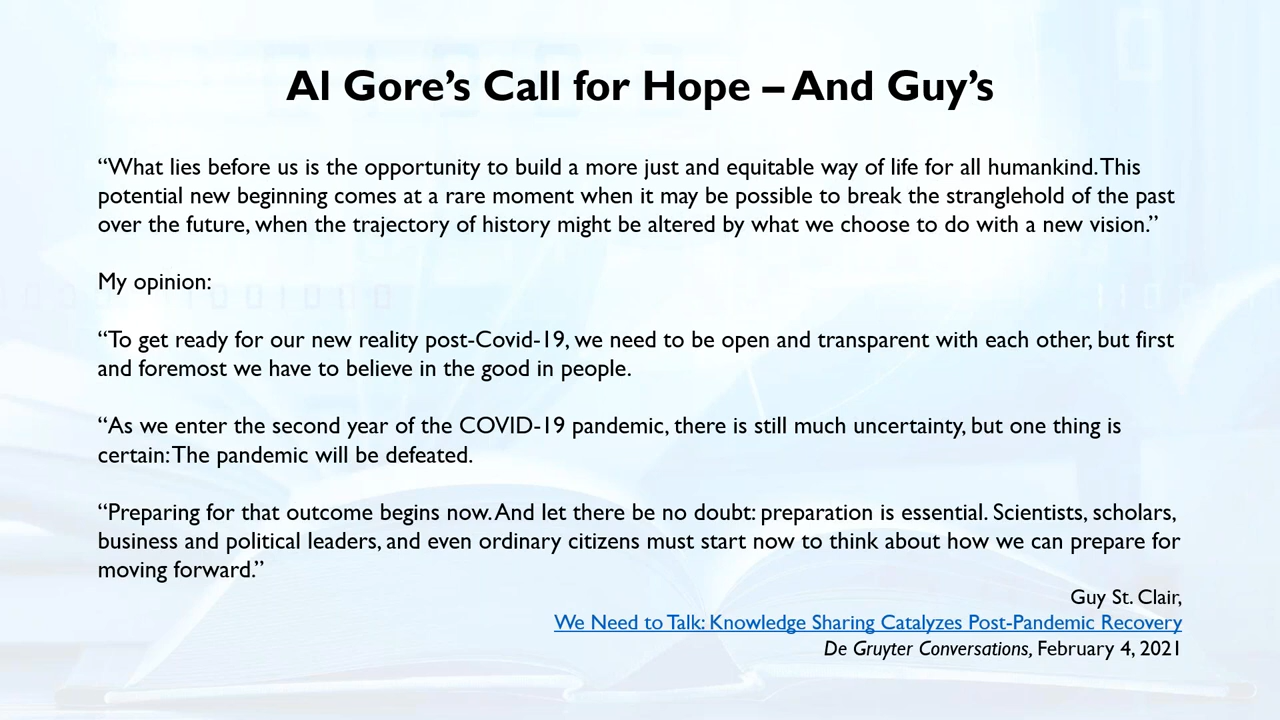 Al Gore’s Call for Hope – And Guy’s
“What lies before us is the opportunity to build a more just and equitable way of life for all humankind. This
potential new beginning comes at a rare moment when it may be possible to break the stranglehold of the past
over the future, when the trajectory of history might be altered by what we choose to do with a new vision.”
My opinion:
“To get ready for our new reality post-Covid-19, we need to be open and transparent with each other, but first
and foremost we have to believe in the good in people.
“As we enter the second year of the COVID-19 pandemic, there is still much uncertainty, but one thing is
certain: The pandemic will be defeated.
“Preparing for that outcome begins now. And let there be no doubt: preparation is essential. Scientists, scholars,
business and political leaders, and even ordinary citizens must start now to think about how we can prepare for
moving forward.”
Guy St. Clair,
We Need to Talk: Knowledge Sharing Catalyzes Post-Pandemic Recovery
De Gruyter Conversations, February 4, 2021